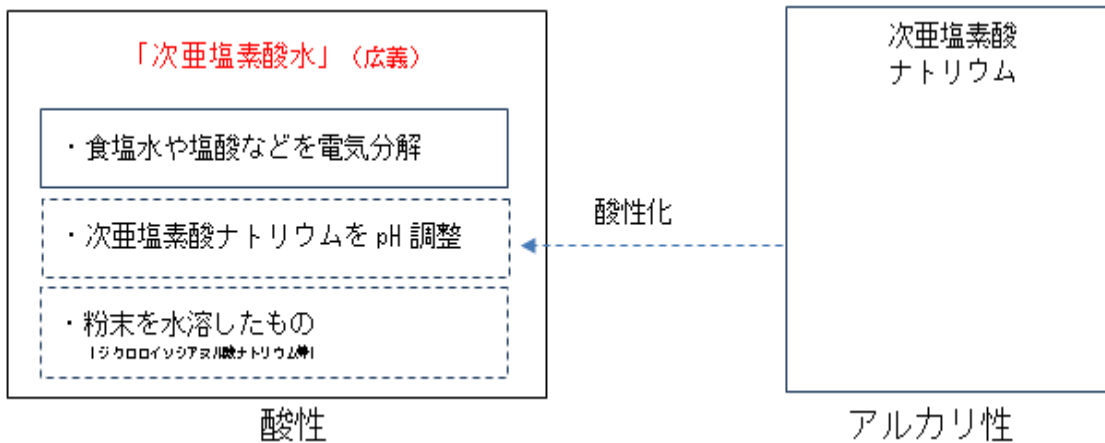 「次亜塩素酸水」（広義）
・食塩水や塩酸などを電気分解
・次亜塩素酸ナトリウムを pH 調整
・粉末を水溶したもの
「ジクロロイソシアヌル酸ナトリウム等」
酸性
酸性化
次亜塩素酸
ナトリウム
アルカリ性